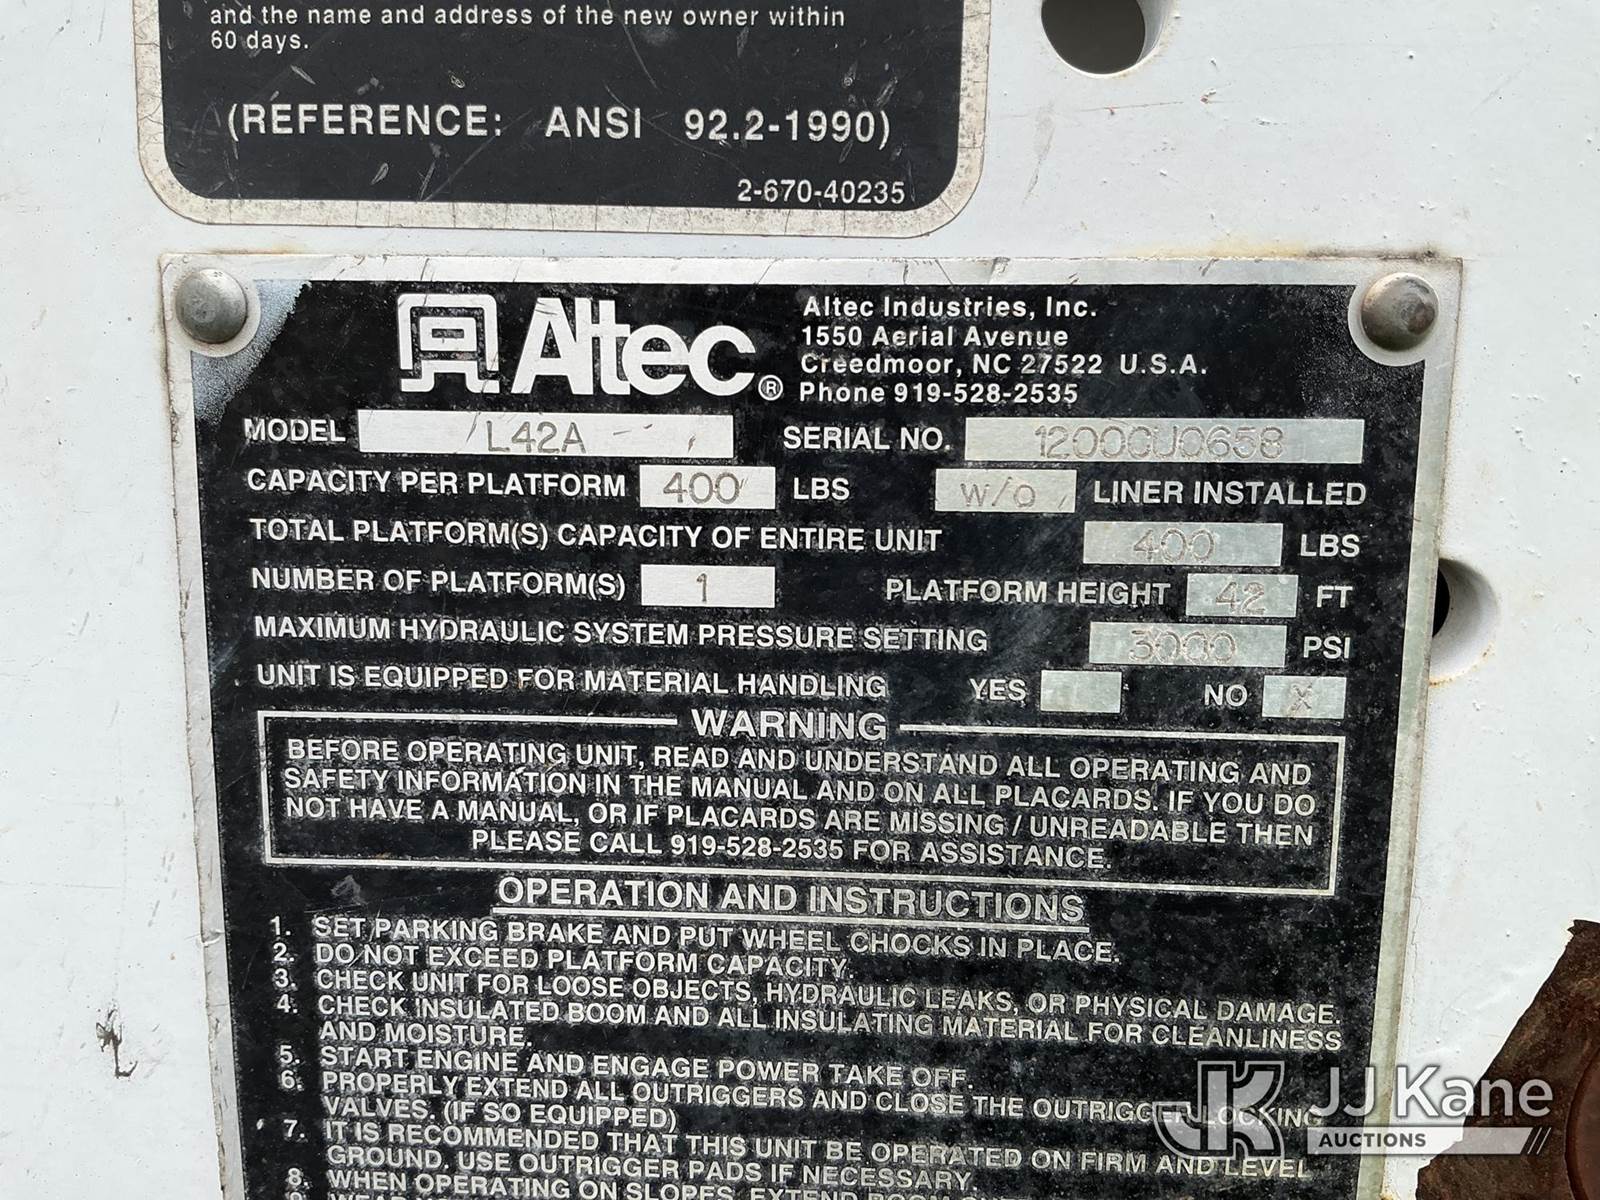 and the name and address of the new owner within
60 days.
(REFERENCE: ANSI 92.2-1990)
2-670-40235
Altec®
Altec Industries, Inc.
1550 Aerial Avenue
Creedmoor, NC 27522 U.S.A.
Phone 919-528-2535
MODEL L42A SERIAL NO. 1200CU0658
CAPACITY PER PLATFORM 400 LBS W/O LINER INSTALLED
TOTAL PLATFORM(S) CAPACITY OF ENTIRE UNIT 400 LBS
NUMBER OF PLATFORM(S) 1 PLATFORM HEIGHT 42 FT
MAXIMUM HYDRAULIC SYSTEM PRESSURE SETTING 3000 PSI
UNIT IS EQUIPPED FOR MATERIAL HANDLING YES NO X
WARNING
BEFORE OPERATING UNIT, READ AND UNDERSTAND ALL OPERATING AND
SAFETY INFORMATION IN THE MANUAL AND ON ALL PLACARDS. IF YOU DO
NOT HAVE A MANUAL, OR IF PLACARDS ARE MISSING / UNREADABLE THEN
PLEASE CALL 919-528-2535 FOR ASSISTANCE.
OPERATION AND INSTRUCTIONS
1. SET PARKING BRAKE AND PUT WHEEL CHOCKS IN PLACE.
2. DO NOT EXCEED PLATFORM CAPACITY.
3. CHECK UNIT FOR LOOSE OBJECTS, HYDRAULIC LEAKS, OR PHYSICAL DAMAGE.
4. CHECK INSULATED BOOM AND ALL INSULATING MATERIAL FOR CLEANLINESS
AND MOISTURE.
5. START ENGINE AND ENGAGE POWER TAKE OFF.
6. PROPERLY EXTEND ALL OUTRIGGERS AND CLOSE THE OUTRIGGER LOCKING
VALVES. (IF SO EQUIPPED)
7. IT IS RECOMMENDED THAT THIS UNIT BE OPERATED ON FIRM AND LEVEL
GROUND. USE OUTRIGGER PADS IF NECESSARY.
8. WHEN OPERATING ON SLOPES, EXTEND BOOM
JK JJ Kane
AUCTIONS